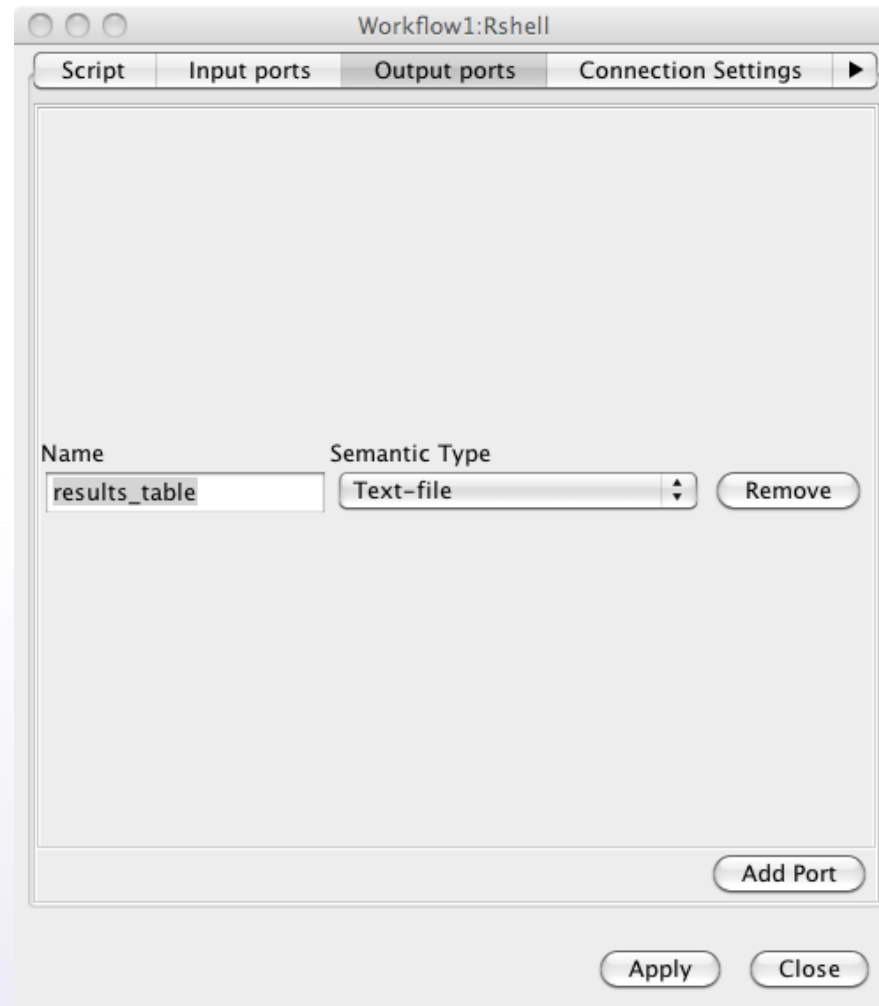 Workflow1:Rshell
Script Input ports Output ports Connection Settings
Name Semantic Type
results_table Text-file Remove
Add Port
Apply Close